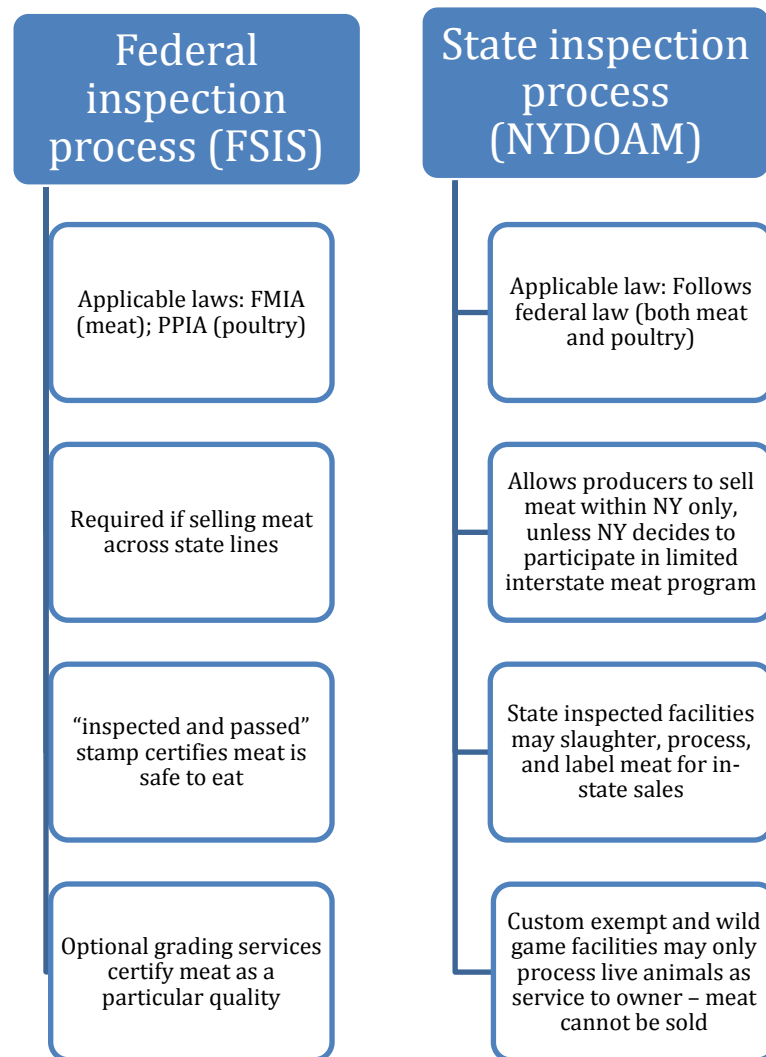 Federal
inspection
process (FSIS)
Applicable laws: FMIA
(meat); PPIA (poultry)
Required if selling meat
across state lines
“inspected and passed”
stamp certifies meat is
safe to eat
Optional grading services
certify meat as a
particular quality
State inspection
process
(NYDOAM)
Applicable law: Follows
federal law (both meat
and poultry)
Allows producers to sell
meat within NY only,
unless NY decides to
participate in limited
interstate meat program
State inspected facilities
may slaughter, process,
and label meat for in-
state sales
Custom exempt and wild
game facilities may only
process live animals as
service to owner – meat
cannot be sold